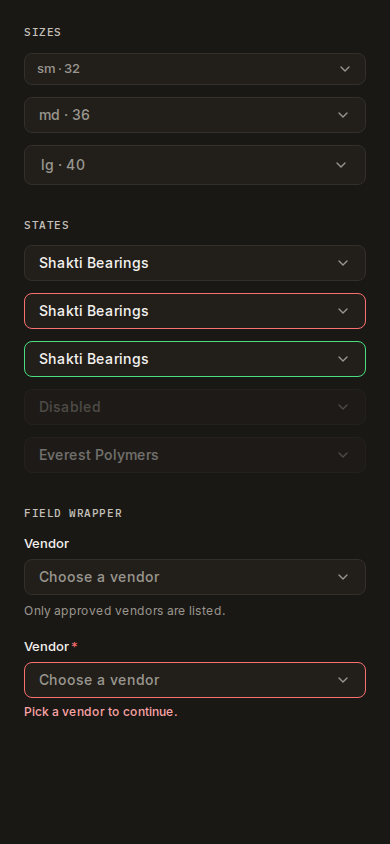 SIZES
sm · 32
md · 36
lg · 40
STATES
Shakti Bearings
Shakti Bearings
Shakti Bearings
Disabled
Everest Polymers
FIELD WRAPPER
Vendor
Choose a vendor
Only approved vendors are listed.
Vendor *
Choose a vendor
Pick a vendor to continue.